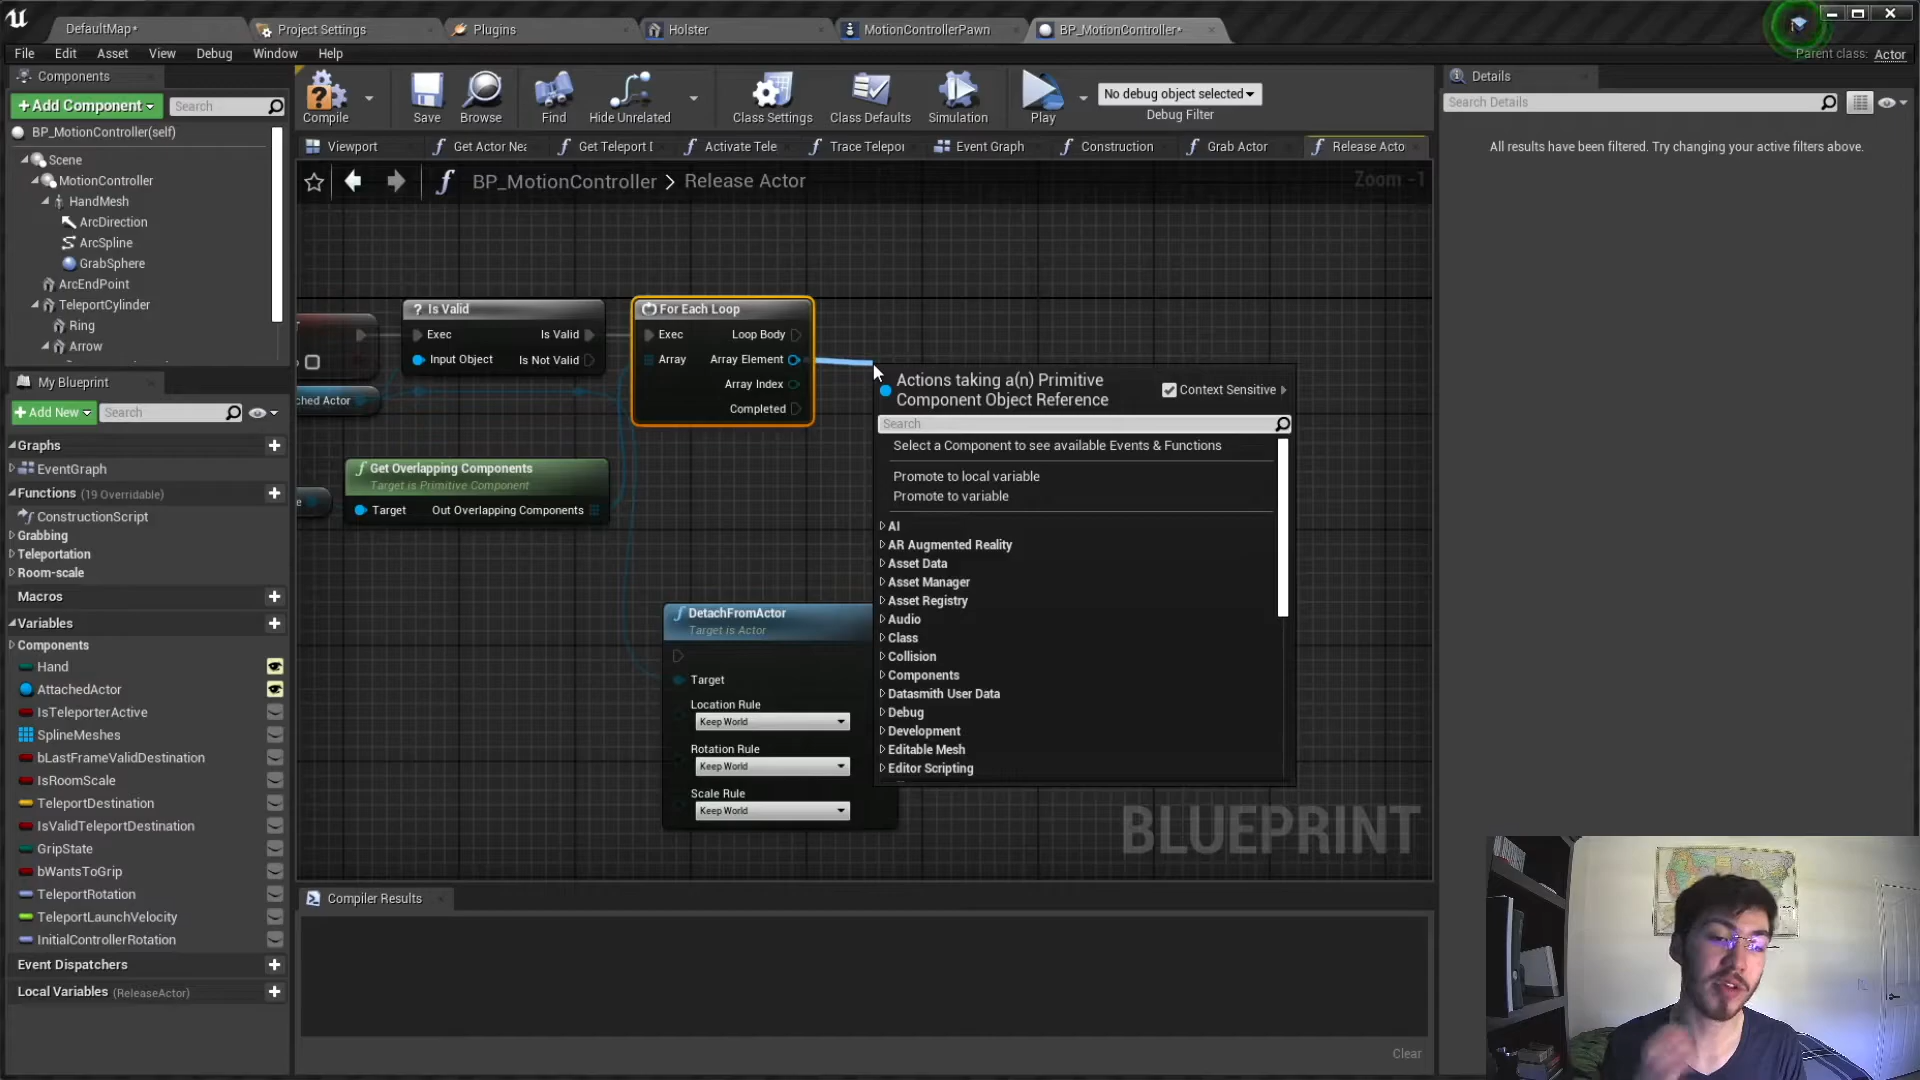 DefaultMap*
Project Settings
Plugins
Holster
MotionControllerPawn
BP_MotionController*
File
Edit
Asset
View
Debug
Window
Help
Parent class: Actor
Components
+Add Component
Search
BP_MotionController(self)
Scene
MotionController
HandMesh
ArcDirection
ArcSpline
GrabSphere
ArcEndPoint
TeleportCylinder
Ring
Arrow
Compile
Save
Browse
Find
Hide Unrelated
Class Settings
Class Defaults
Simulation
Play
No debug object selected
Debug Filter
Viewport
Get Actor Nea
Get Teleport D
Activate Tele
Trace Telepor
Event Graph
Construction
Grab Actor
Release Acto
BP_MotionController > Release Actor
Zoom -1
? Is Valid
Exec
Is Valid
Input Object
Is Not Valid
For Each Loop
Exec
Loop Body
Array
Array Element
Array Index
Completed
ched Actor
Get Overlapping Components
Target is Primitive Component
Target
Out Overlapping Components
DetachFromActor
Target is Actor
Target
Location Rule
Keep World
Rotation Rule
Keep World
Scale Rule
Keep World
Actions taking a(n) Primitive
Component Object Reference
Context Sensitive
Search
Select a Component to see available Events & Functions
Promote to local variable
Promote to variable
AI
AR Augmented Reality
Asset Data
Asset Manager
Asset Registry
Audio
Class
Collision
Components
Datasmith User Data
Debug
Development
Editable Mesh
Editor Scripting
BLUEPRINT
My Blueprint
+Add New
Search
Graphs
EventGraph
Functions (19 Overridable)
ConstructionScript
Grabbing
Teleportation
Room-scale
Macros
Variables
Components
Hand
AttachedActor
IsTeleporterActive
SplineMeshes
bLastFrameValidDestination
IsRoomScale
TeleportDestination
IsValidTeleportDestination
GripState
bWantsToGrip
TeleportRotation
TeleportLaunchVelocity
InitialControllerRotation
Event Dispatchers
Local Variables (ReleaseActor)
Compiler Results
Clear
Details
Search Details
All results have been filtered. Try changing your active filters above.